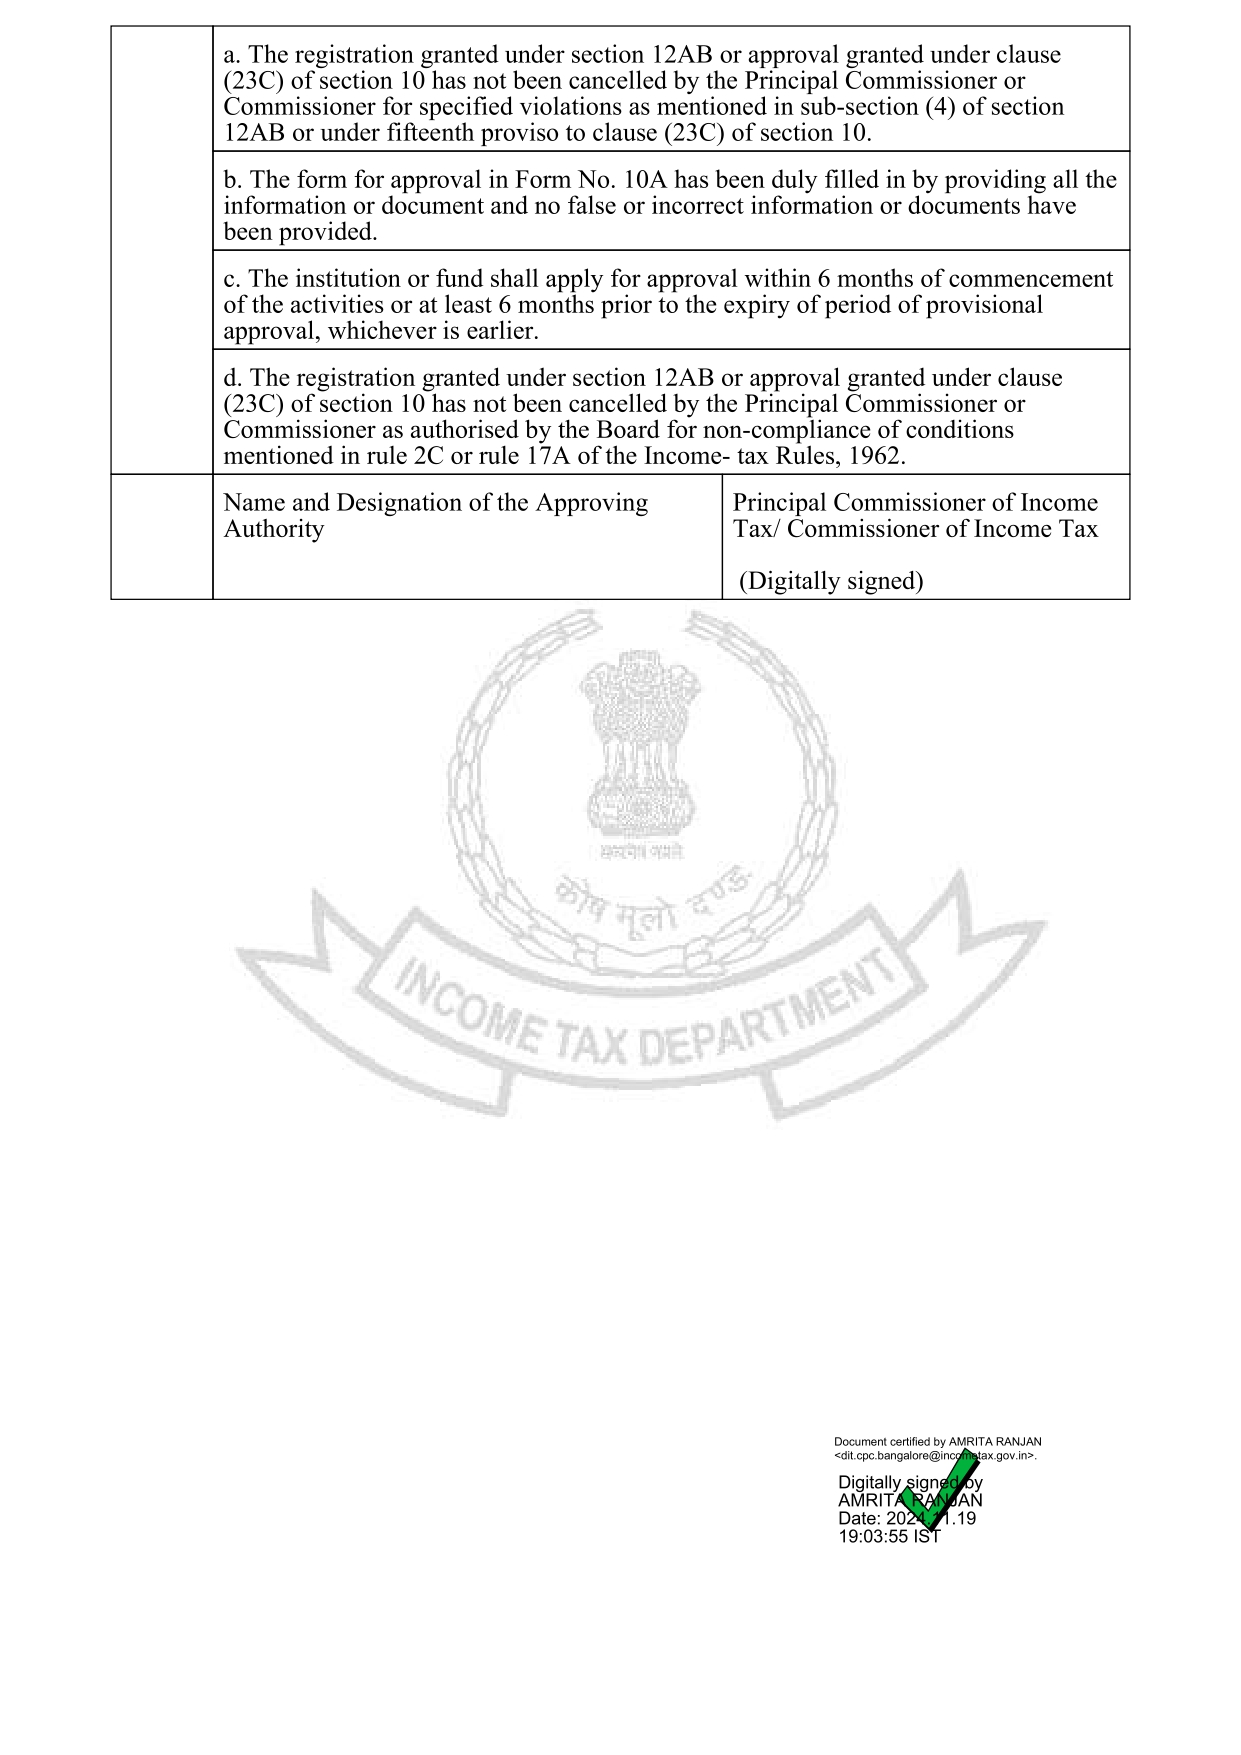 a. The registration granted under section 12AB or approval granted under clause
(23C) of section 10 has not been cancelled by the Principal Commissioner or
Commissioner for specified violations as mentioned in sub-section (4) of section
12AB or under fifteenth proviso to clause (23C) of section 10.
b. The form for approval in Form No. 10A has been duly filled in by providing all the
information or document and no false or incorrect information or documents have
been provided.
c. The institution or fund shall apply for approval within 6 months of commencement
of the activities or at least 6 months prior to the expiry of period of provisional
approval, whichever is earlier.
d. The registration granted under section 12AB or approval granted under clause
(23C) of section 10 has not been cancelled by the Principal Commissioner or
Commissioner as authorised by the Board for non-compliance of conditions
mentioned in rule 2C or rule 17A of the Income- tax Rules, 1962.
Name and Designation of the Approving
Authority
Principal Commissioner of Income
Tax/ Commissioner of Income Tax
(Digitally signed)
सत्यमेव जयते
कोष मूलो दण्ड:
INCOME TAX DEPARTMENT
Document certified by AMRITA RANJAN
<dit.cpc.bangalore@incometax.gov.in>.
Digitally signed by
AMRITA RANJAN
Date: 2024.11.19
19:03:55 IST